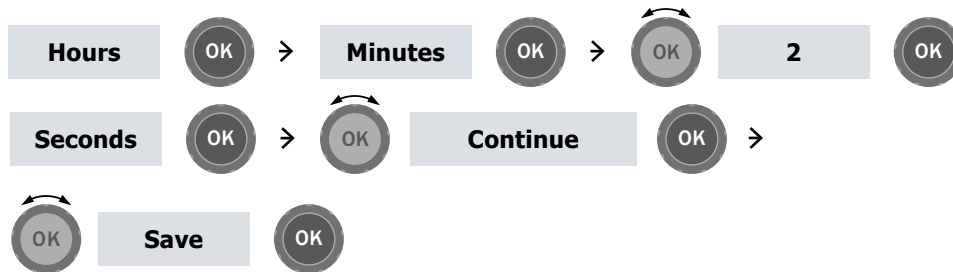 Hours OK > Minutes OK > OK 2 OK
Seconds OK > OK Continue OK >
OK Save OK